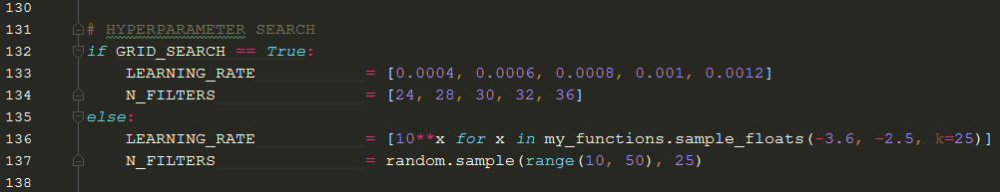 130
131 # HYPERPARAMETER SEARCH
132 if GRID_SEARCH == True:
133 LEARNING_RATE = [0.0004, 0.0006, 0.0008, 0.001, 0.0012]
134 N_FILTERS = [24, 28, 30, 32, 36]
135 else:
136 LEARNING_RATE = [10**x for x in my_functions.sample_floats(-3.6, -2.5, k=25)]
137 N_FILTERS = random.sample(range(10, 50), 25)
138